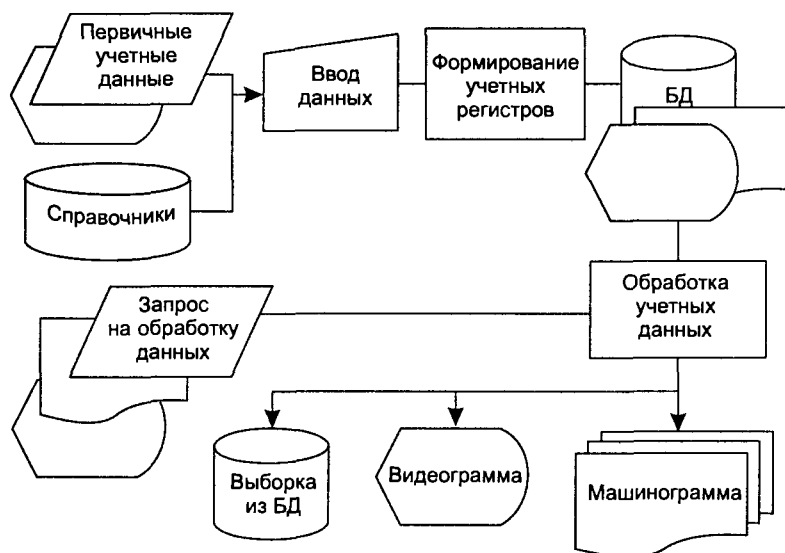 Первичные
учетные
данные
Ввод
данных
Формирование
учетных
регистров
БД
Справочники
Запрос
на обработку
данных
Обработка
учетных
данных
Выборка
из БД
Видеограмма
Машинограмма